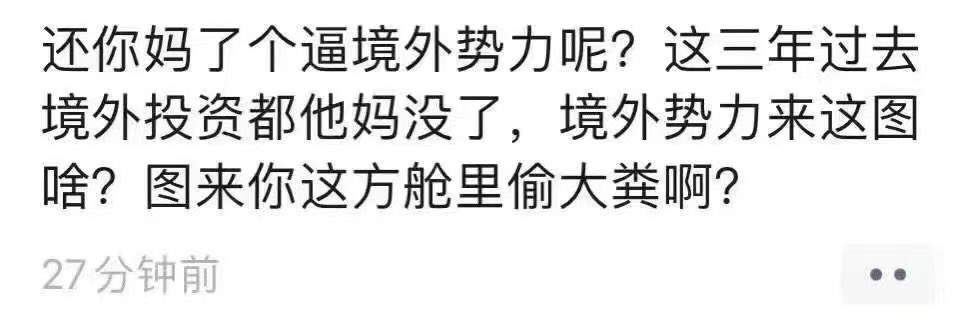 还你妈了个逼境外势力呢？这三年过去
境外投资都他妈没了，境外势力来这图
啥？图来你这方舱里偷大粪啊？
27分钟前